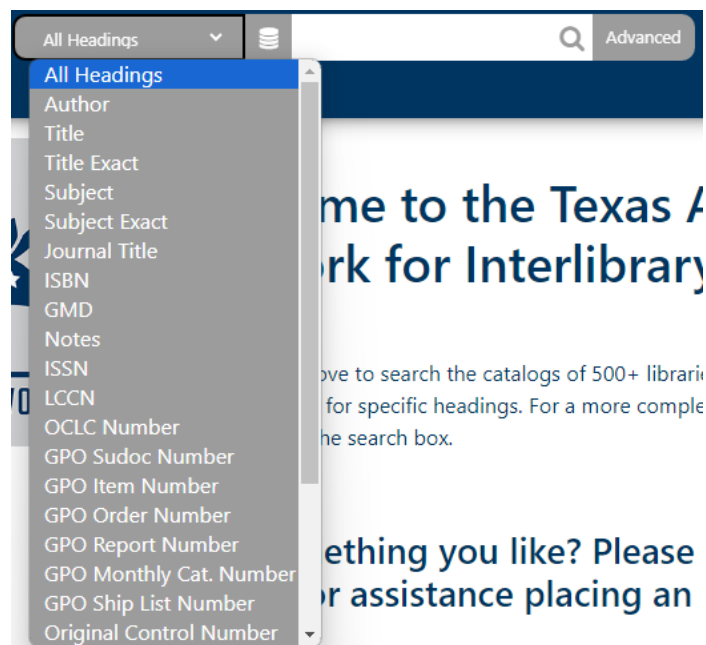 All Headings
Advanced
All Headings
Author
Title
Title Exact
Subject
Subject Exact
Journal Title
ISBN
GMD
Notes
ISSN
LCCN
OCLC Number
GPO Sudoc Number
GPO Item Number
GPO Order Number
GPO Report Number
GPO Monthly Cat. Number
GPO Ship List Number
Original Control Number
me to the Texas A
rk for Interlibrary
ove to search the catalogs of 500+ librarie
for specific headings. For a more comple
he search box.
ething you like? Please
or assistance placing an